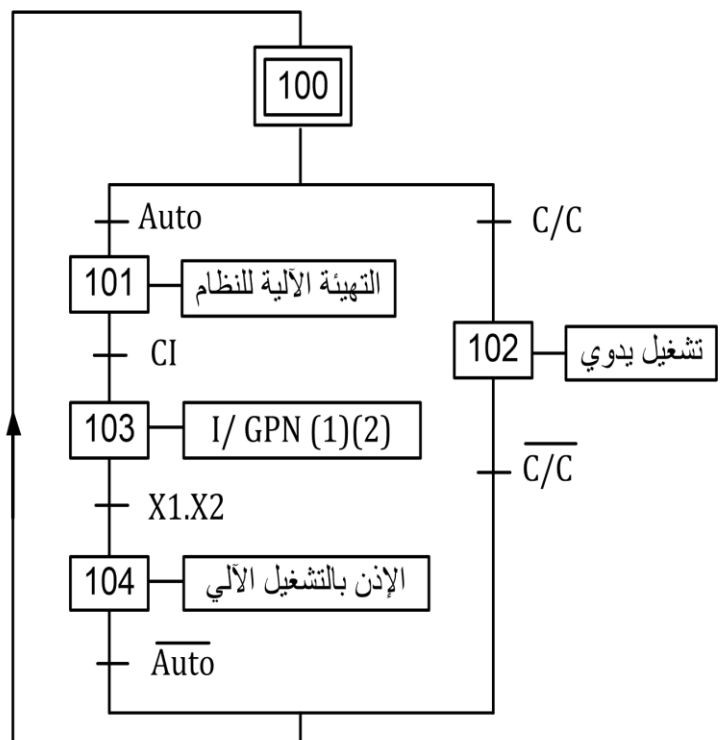 100
Auto
C/C
101
التهيئة الآلية للنظام
CI
102
تشغيل يدوي
103
I/ GPN (1)(2)
C̅/̅C̅
X1.X2
104
الإذن بالتشغيل الآلي
A̅u̅t̅o̅